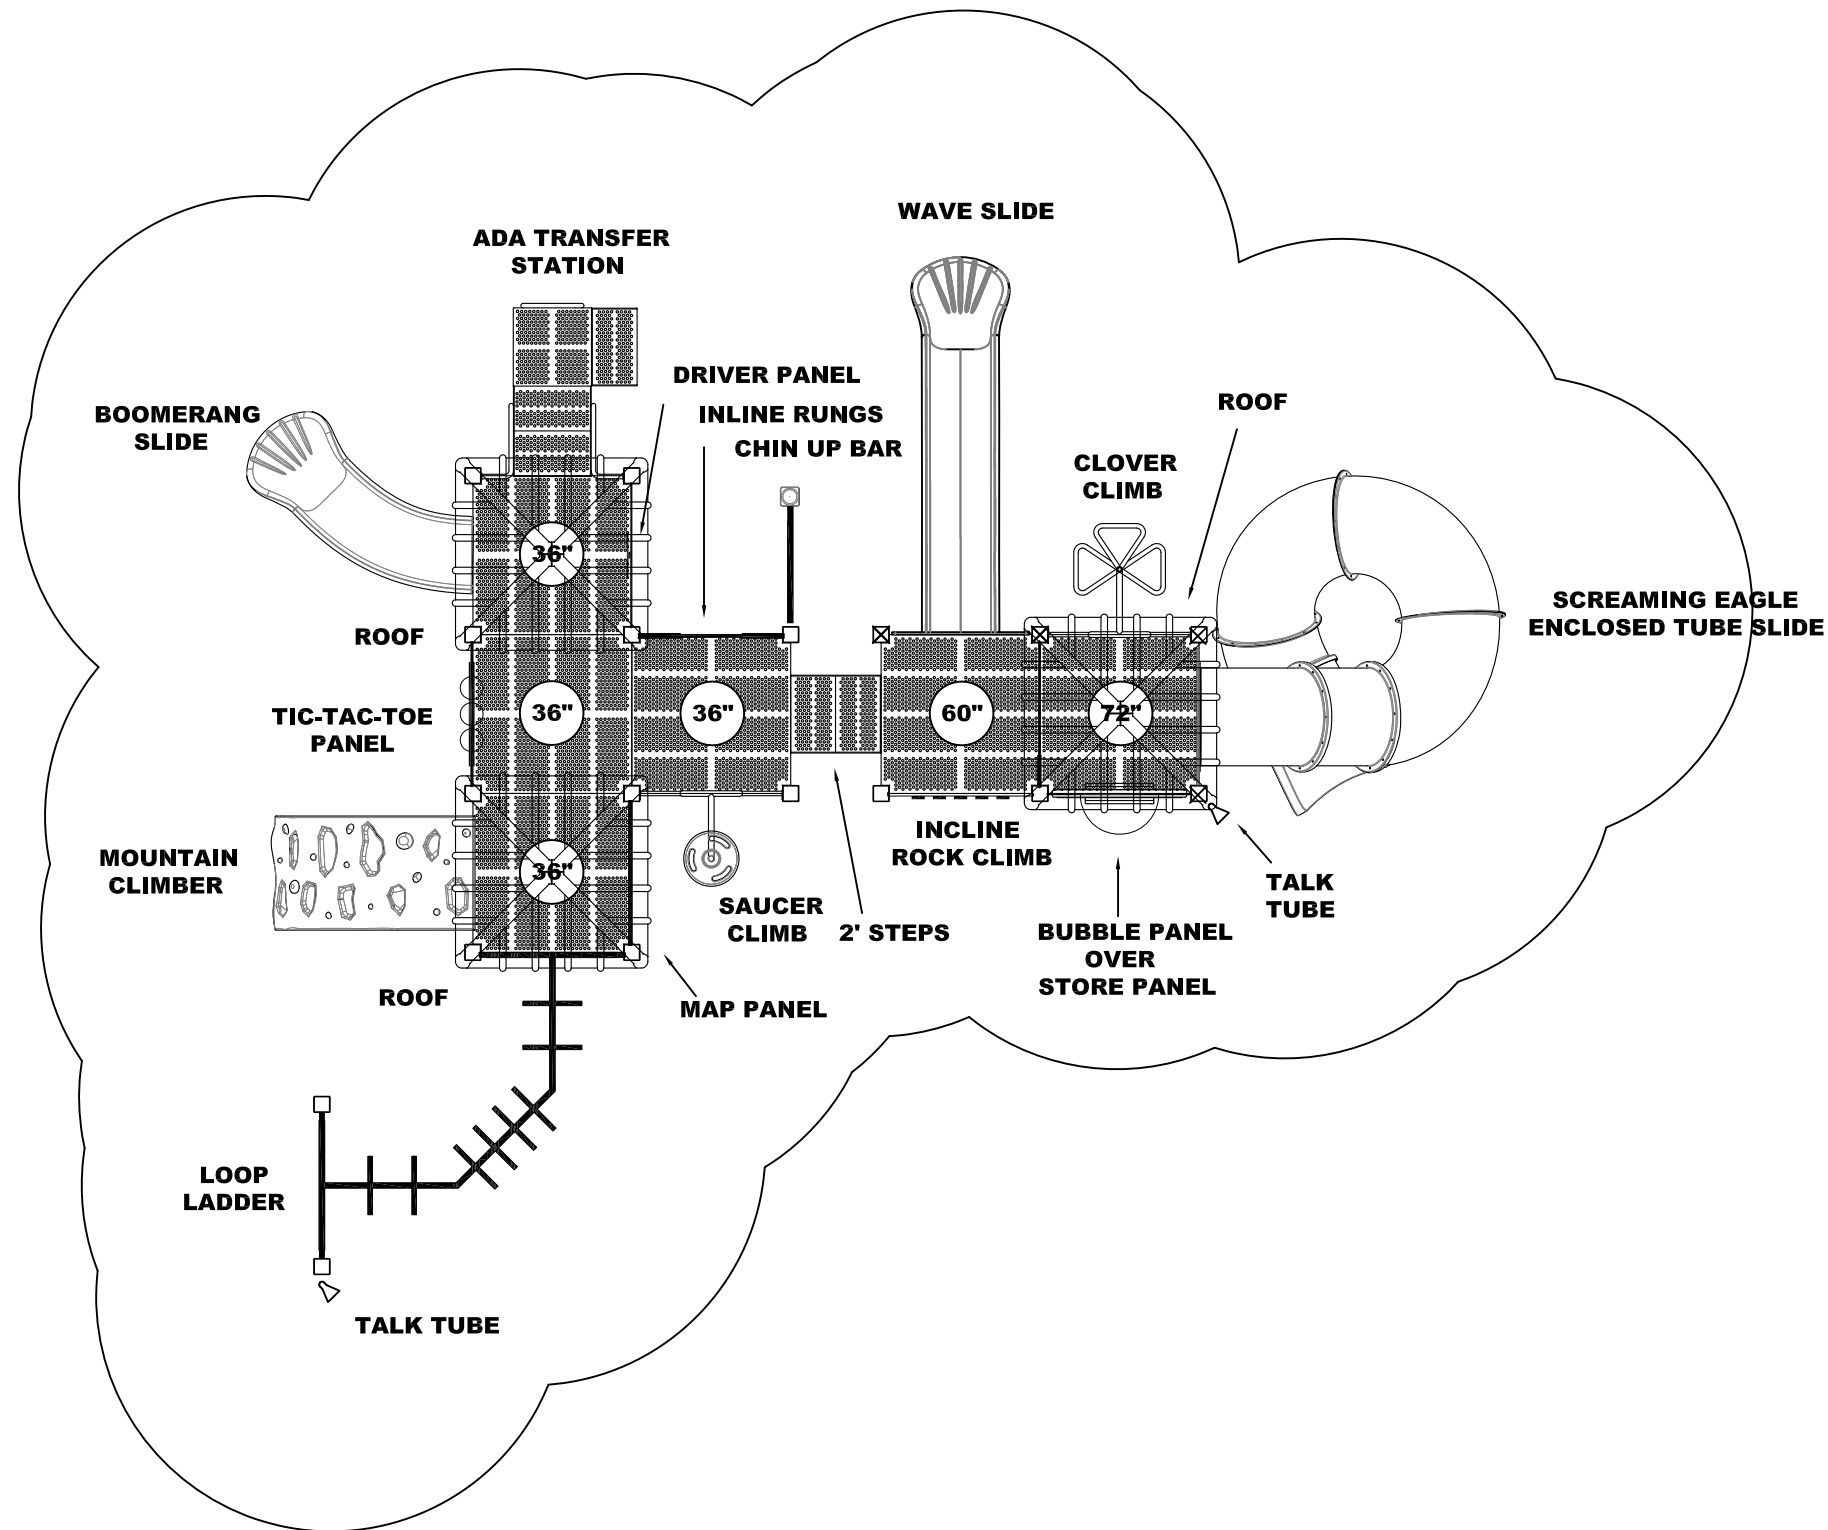 WAVE SLIDE
ADA TRANSFER
STATION
DRIVER PANEL
INLINE RUNGS
CHIN UP BAR
ROOF
BOOMERANG
SLIDE
CLOVER
CLIMB
36"
SCREAMING EAGLE
ENCLOSED TUBE SLIDE
ROOF
TIC-TAC-TOE
PANEL
36"
36"
60"
72"
INCLINE
ROCK CLIMB
MOUNTAIN
CLIMBER
36"
TALK
TUBE
SAUCER
CLIMB
2' STEPS
BUBBLE PANEL
OVER
STORE PANEL
ROOF
MAP PANEL
LOOP
LADDER
TALK TUBE